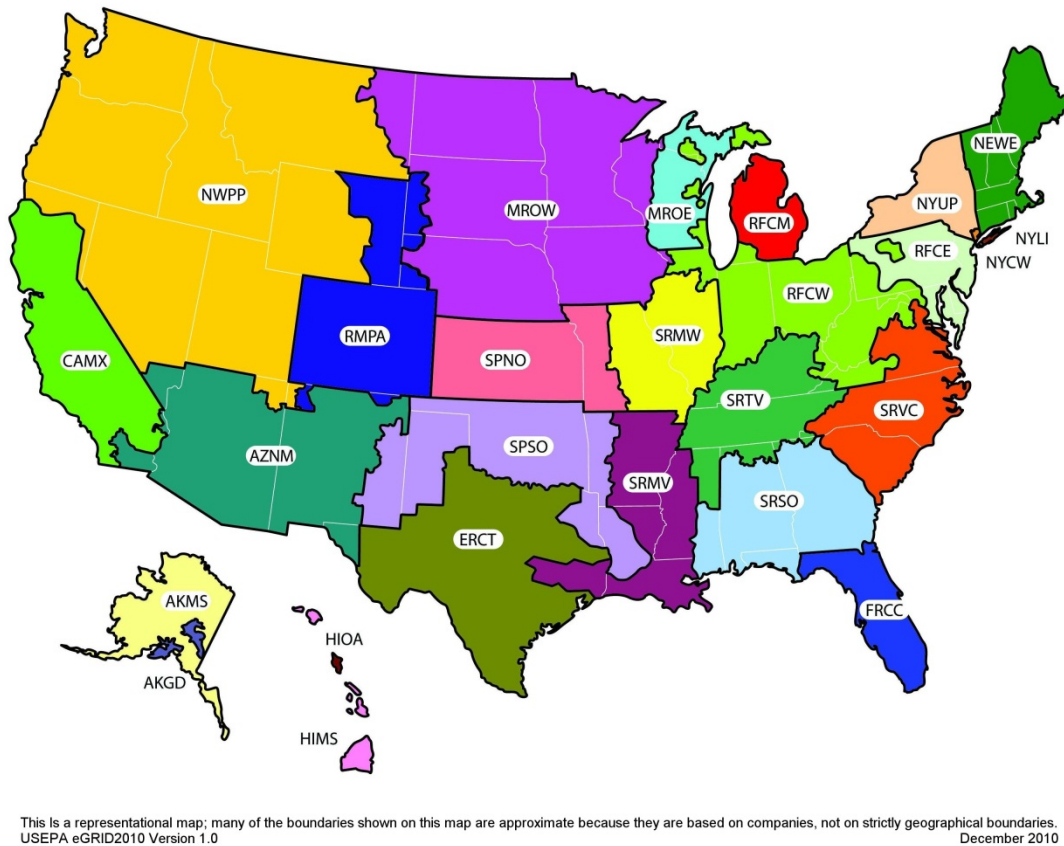 NEWE
NWPP
MROW
MROE
NYUP
RFCM
NYLI
RFCE
NYCW
RFCW
RMPA
SRMW
CAMX
SPNO
SRTV
SRVC
SPSO
AZNM
SRMV
SRSO
ERCT
AKMS
FRCC
HIOA
AKGD
HIMS
This Is a representational map; many of the boundaries shown on this map are approximate because they are based on companies, not on strictly geographical boundaries.
USEPA eGRID2010 Version 1.0 December 2010